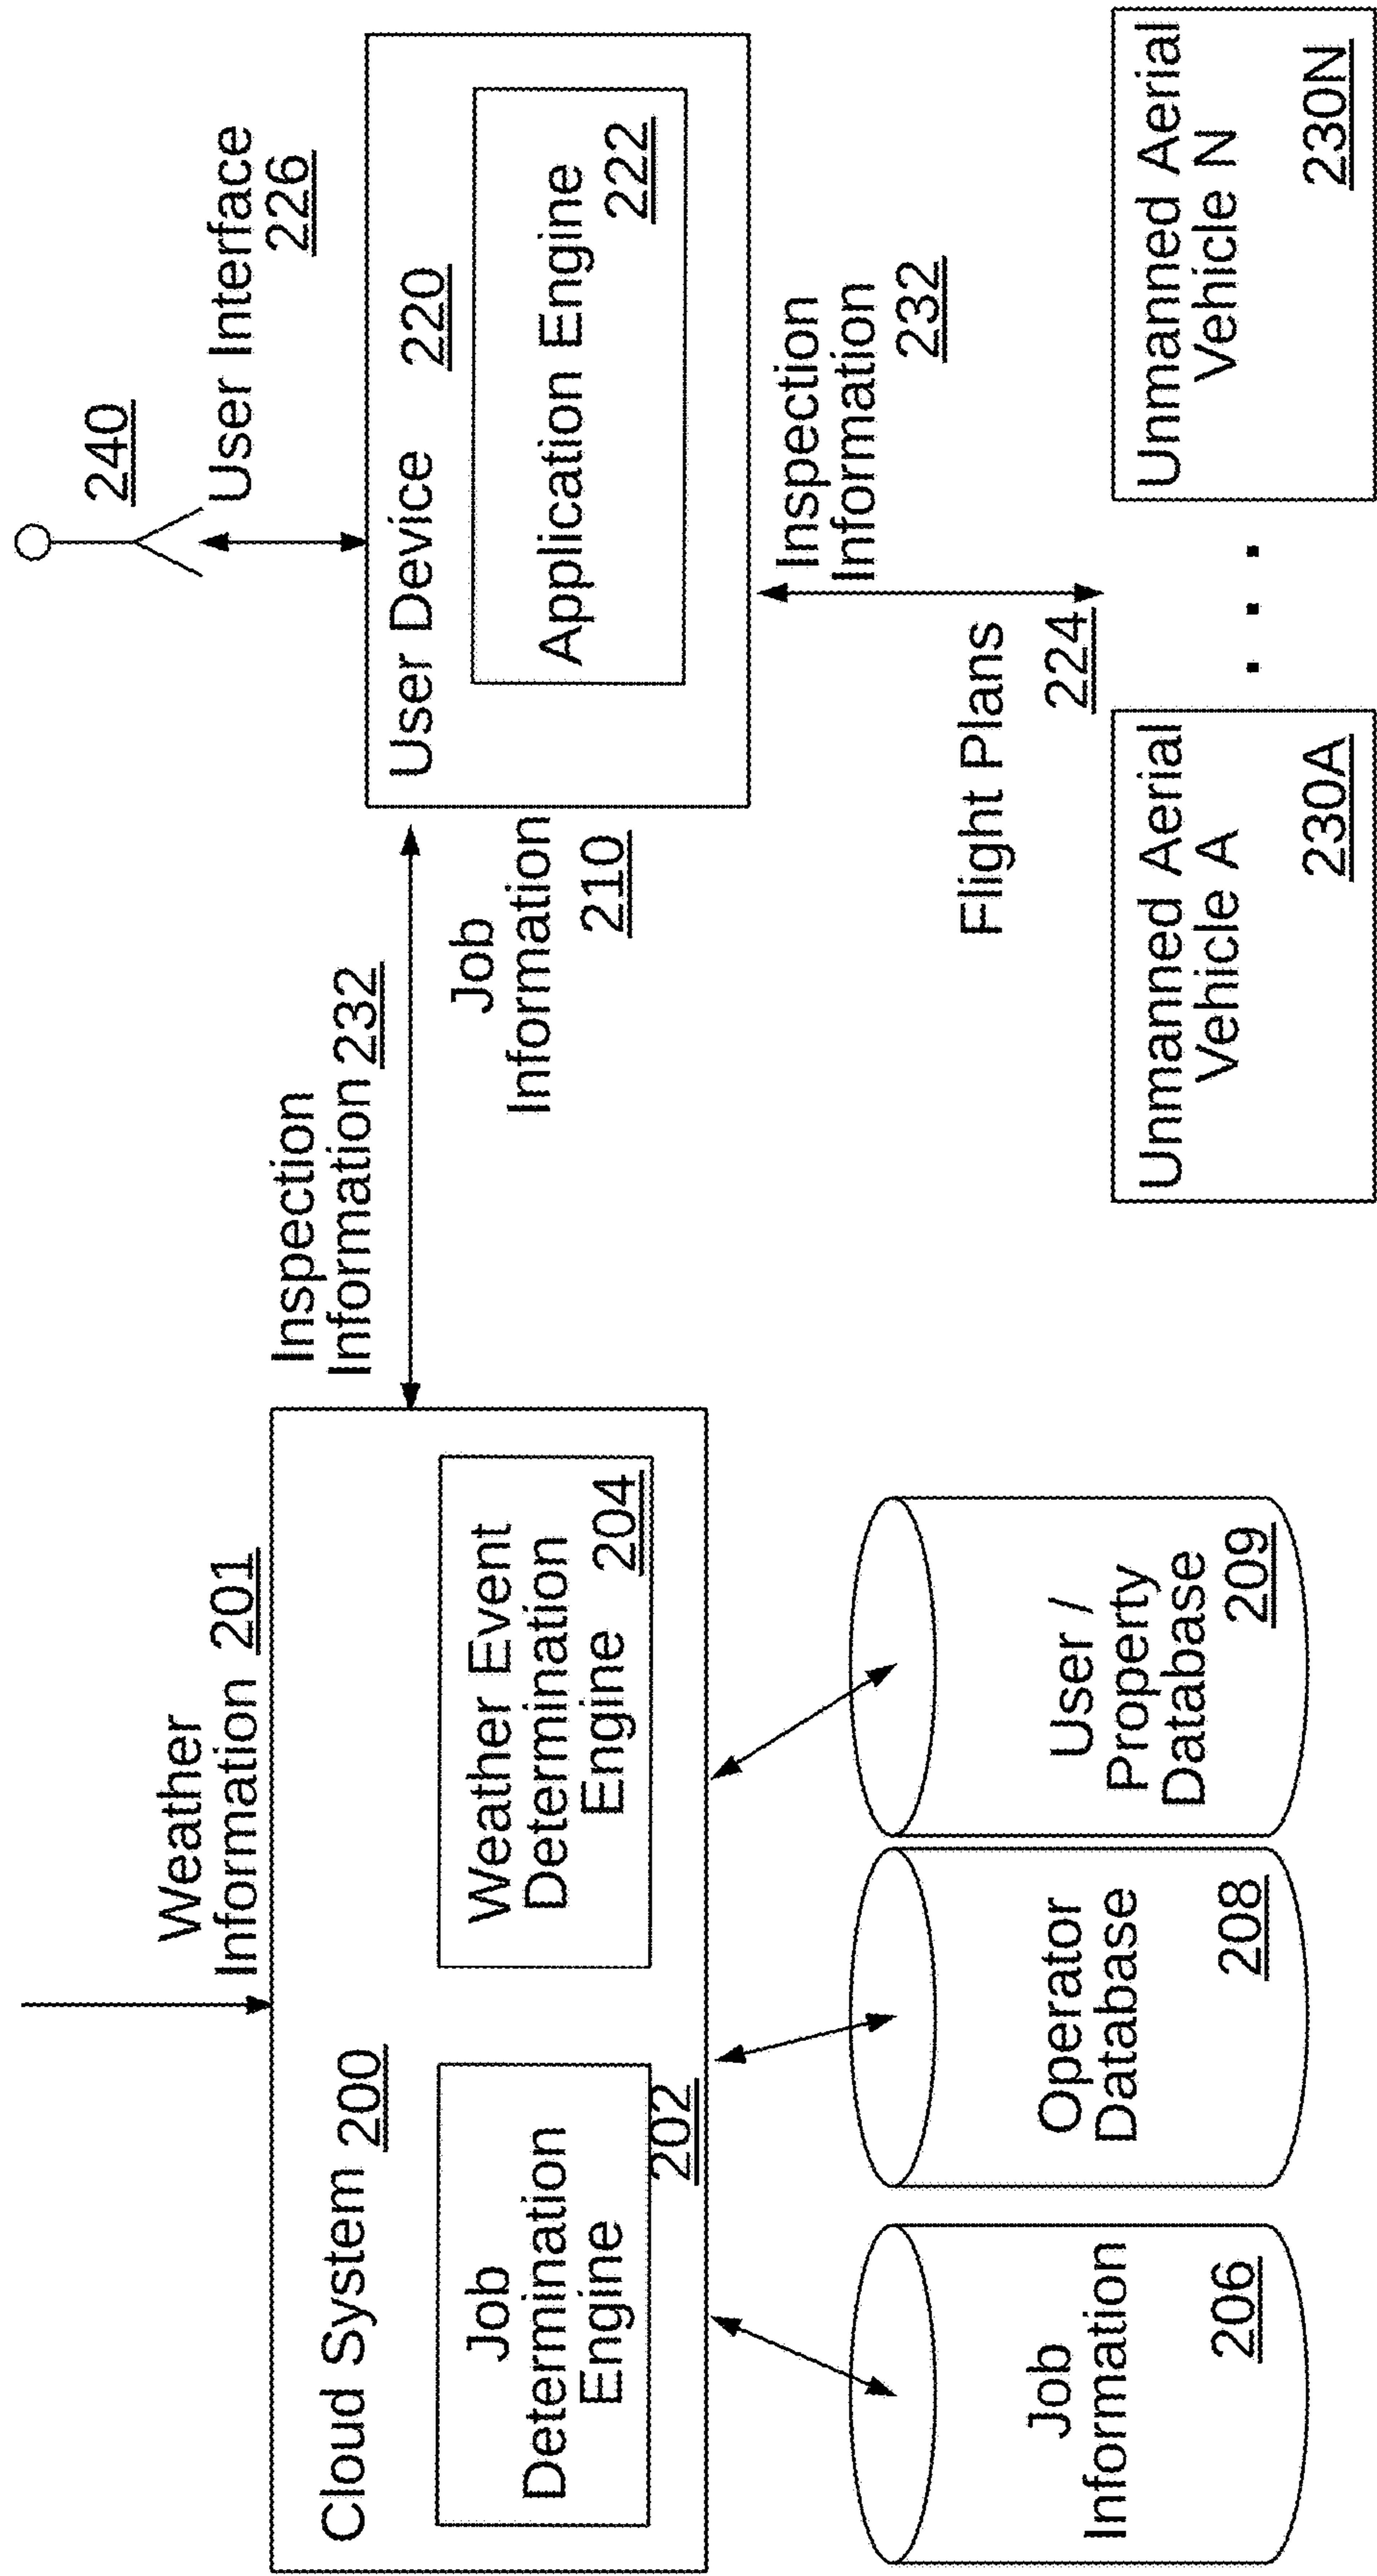 Weather
Information 201
Cloud System 200
Job
Determination
Engine
202
Weather Event
Determination
Engine 204
Job
Information
206
Operator
Database
208
User /
Property
Database
209
Inspection
Information 232
Job
Information
210
240
User Interface
226
User Device 220
Application Engine
222
Inspection
Information
232
Flight Plans
224
Unmanned Aerial
Vehicle A
230A
Unmanned Aerial
Vehicle N
230N